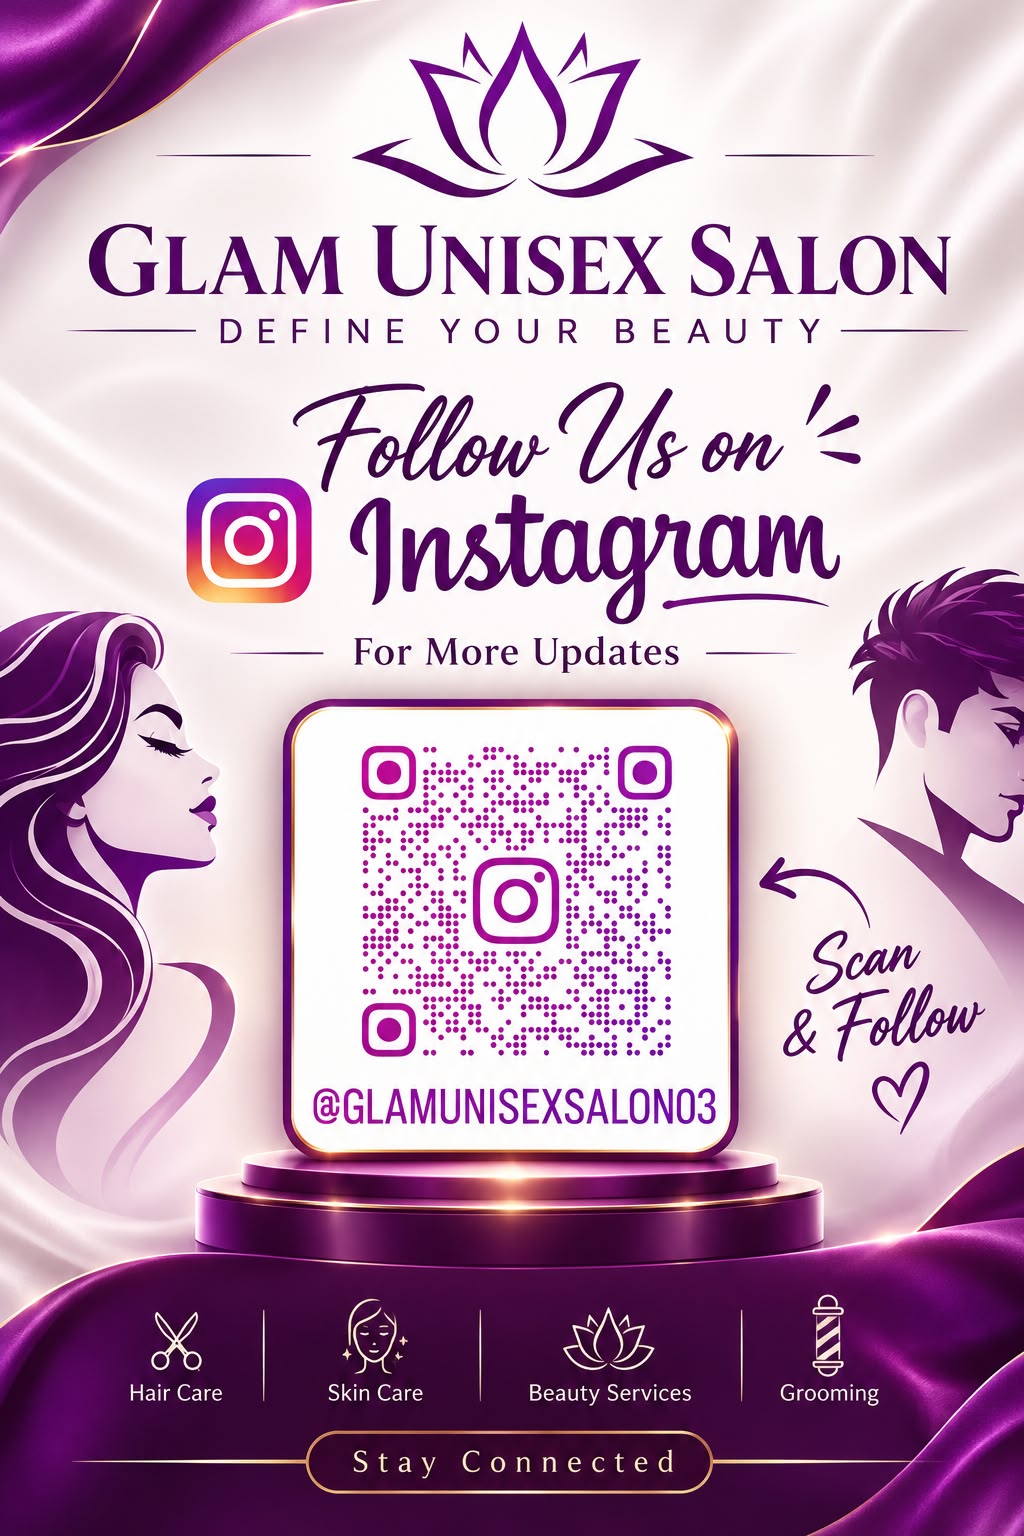 GLAM UNISEX SALON
DEFINE YOUR BEAUTY
Follow Us on
Instagram
For More Updates
@GLAMUNISEXSALON03
Scan
& Follow
Hair Care
Skin Care
Beauty Services
Grooming
Stay Connected